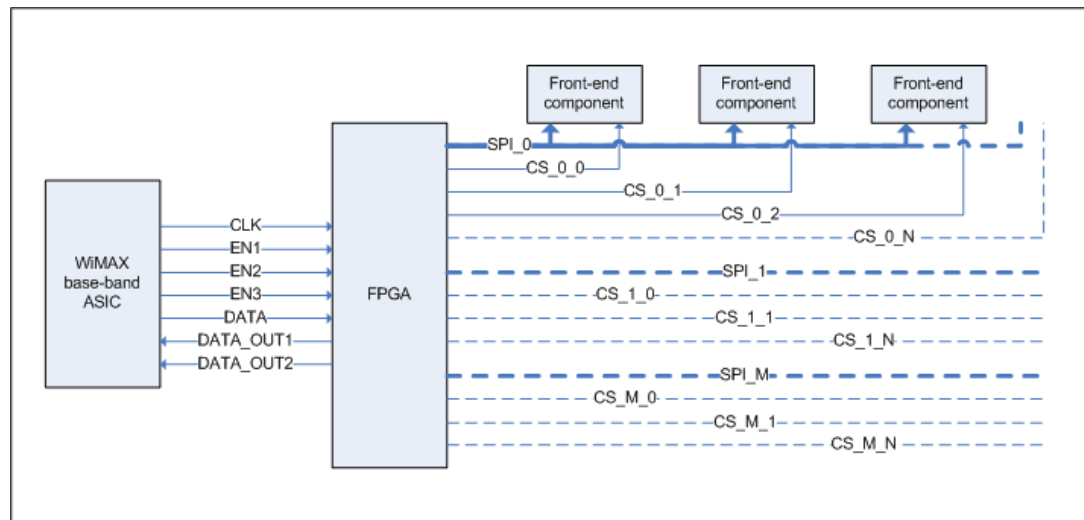 Front-end
component
Front-end
component
Front-end
component
SPI_0
CS_0_0
CS_0_1
CS_0_2
CS_0_N
WiMAX
base-band
ASIC
CLK
EN1
EN2
EN3
DATA
DATA_OUT1
DATA_OUT2
FPGA
SPI_1
CS_1_0
CS_1_1
CS_1_N
SPI_M
CS_M_0
CS_M_1
CS_M_N